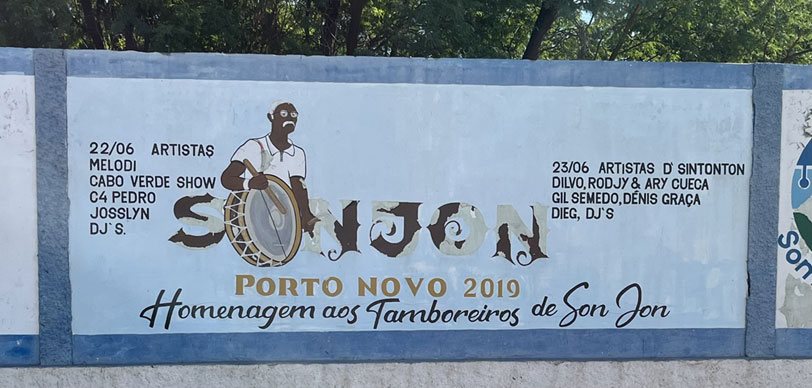 22/06 ARTISTAS
MELODI
CABO VERDE SHOW
C4 PEDRO
JOSSLYN
DJ`S.
SONJON
23/06 ARTISTAS D` SINTONTON
DILVO, RODJY & ARY CUECA
GIL SEMEDO, DÉNIS GRAÇA
DIEG, DJ`S
PORTO NOVO 2019
Homenagem aos Tamboreiros de Son Jon
Son